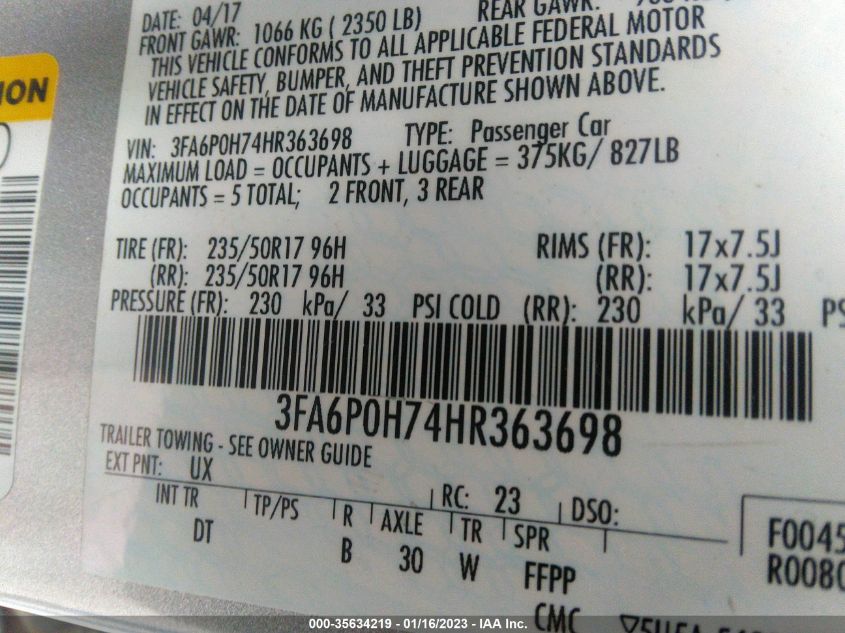 DATE: 04/17
FRONT GAWR: 1066 KG ( 2350 LB) REAR GAWR:
THIS VEHICLE CONFORMS TO ALL APPLICABLE FEDERAL MOTOR
VEHICLE SAFETY, BUMPER, AND THEFT PREVENTION STANDARDS
IN EFFECT ON THE DATE OF MANUFACTURE SHOWN ABOVE.
VIN: 3FA6P0H74HR363698 TYPE: Passenger Car
MAXIMUM LOAD = OCCUPANTS + LUGGAGE = 375KG/ 827LB
OCCUPANTS = 5 TOTAL; 2 FRONT, 3 REAR
TIRE (FR): 235/50R17 96H RIMS (FR): 17x7.5J
(RR): 235/50R17 96H (RR): 17x7.5J
PRESSURE (FR): 230 kPa/ 33 PSI COLD (RR): 230 kPa/ 33 PS
3FA6P0H74HR363698
TRAILER TOWING - SEE OWNER GUIDE
EXT PNT: UX RC: 23 DSO:
INT TR TP/PS R AXLE TR SPR
DT B 30 W FFPP
F0045
R0080
CMC
ION
000-35634219 - 01/16/2023 - IAA Inc.